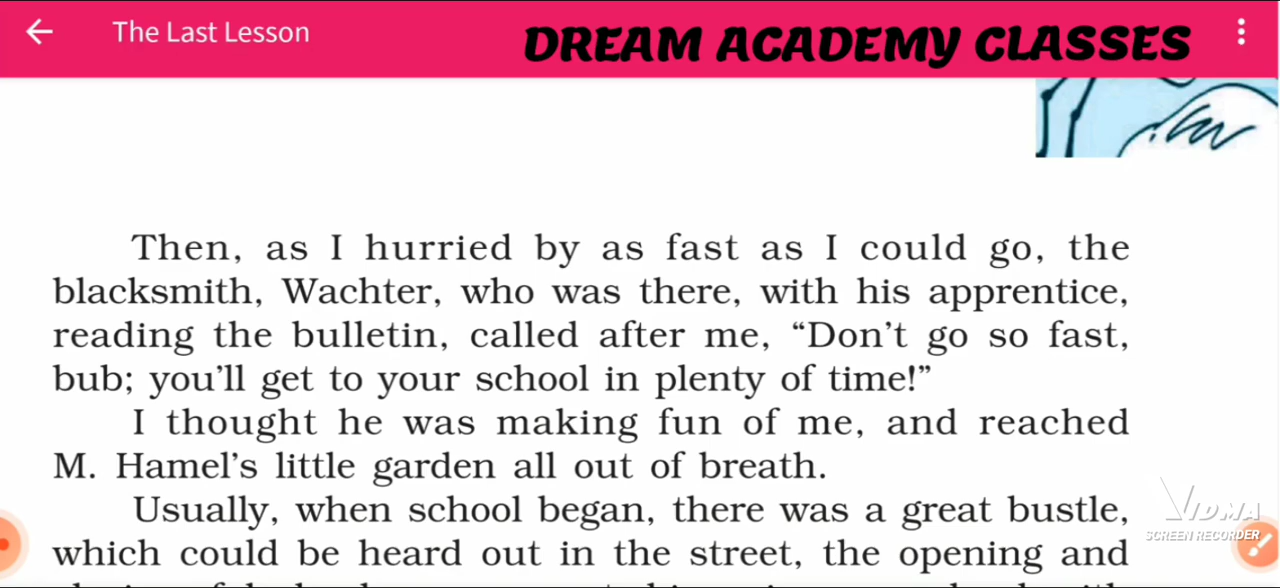 The Last Lesson
DREAM ACADEMY CLASSES
Then, as I hurried by as fast as I could go, the
blacksmith, Wachter, who was there, with his apprentice,
reading the bulletin, called after me, “Don’t go so fast,
bub; you’ll get to your school in plenty of time!”
I thought he was making fun of me, and reached
M. Hamel’s little garden all out of breath.
Usually, when school began, there was a great bustle,
which could be heard out in the street, the opening and
VIDMA
SCREEN RECORDER